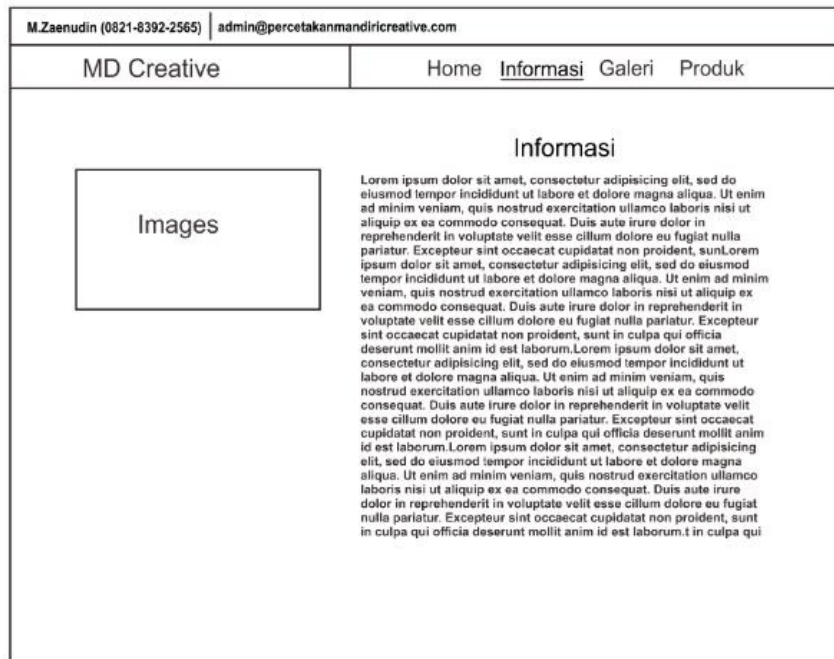 M.Zaenudin (0821-8392-2565) admin@percetakanmandiricreative.com
MD Creative Home Informasi Galeri Produk
Informasi
Images
Lorem ipsum dolor sit amet, consectetur adipisicing elit, sed do
eiusmod tempor incididunt ut labore et dolore magna aliqua. Ut enim
ad minim veniam, quis nostrud exercitation ullamco laboris nisi ut
aliquip ex ea commodo consequat. Duis aute irure dolor in
reprehenderit in voluptate velit esse cillum dolore eu fugiat nulla
pariatur. Excepteur sint occaecat cupidatat non proident, sunLorem
ipsum dolor sit amet, consectetur adipisicing elit, sed do eiusmod
tempor incididunt ut labore et dolore magna aliqua. Ut enim ad minim
veniam, quis nostrud exercitation ullamco laboris nisi ut aliquip ex
ea commodo consequat. Duis aute irure dolor in reprehenderit in
voluptate velit esse cillum dolore eu fugiat nulla pariatur. Excepteur
sint occaecat cupidatat non proident, sunt in culpa qui officia
deserunt mollit anim id est laborum.Lorem ipsum dolor sit amet,
consectetur adipisicing elit, sed do eiusmod tempor incididunt ut
labore et dolore magna aliqua. Ut enim ad minim veniam, quis
nostrud exercitation ullamco laboris nisi ut aliquip ex ea commodo
consequat. Duis aute irure dolor in reprehenderit in voluptate velit
esse cillum dolore eu fugiat nulla pariatur. Excepteur sint occaecat
cupidatat non proident, sunt in culpa qui officia deserunt mollit anim
id est laborum.Lorem ipsum dolor sit amet, consectetur adipisicing
elit, sed do eiusmod tempor incididunt ut labore et dolore magna
aliqua. Ut enim ad minim veniam, quis nostrud exercitation ullamco
laboris nisi ut aliquip ex ea commodo consequat. Duis aute irure
dolor in reprehenderit in voluptate velit esse cillum dolore eu fugiat
nulla pariatur. Excepteur sint occaecat cupidatat non proident, sunt
in culpa qui officia deserunt mollit anim id est laborum.t in culpa qui